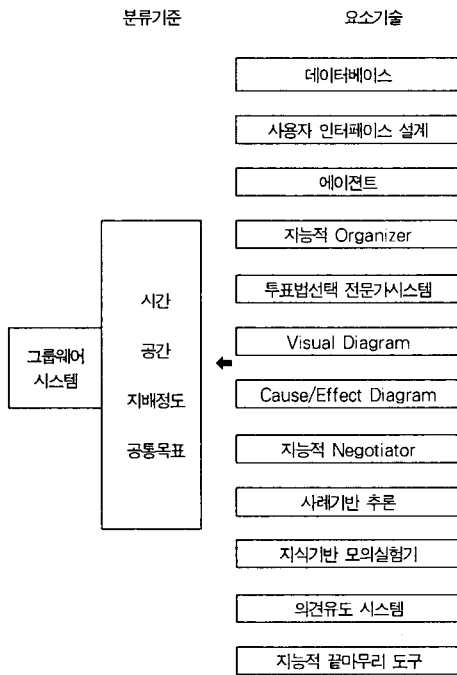 분류기준
요소기술
데이터베이스
사용자 인터페이스 설계
에이젼트
지능적 Organizer
투표법선택 전문가시스템
Visual Diagram
Cause/Effect Diagram
지능적 Negotiator
사례기반 추론
지식기반 모의실험기
의견유도 시스템
지능적 끝마무리 도구
시간
공간
지배정도
공통목표
그룹웨어
시스템